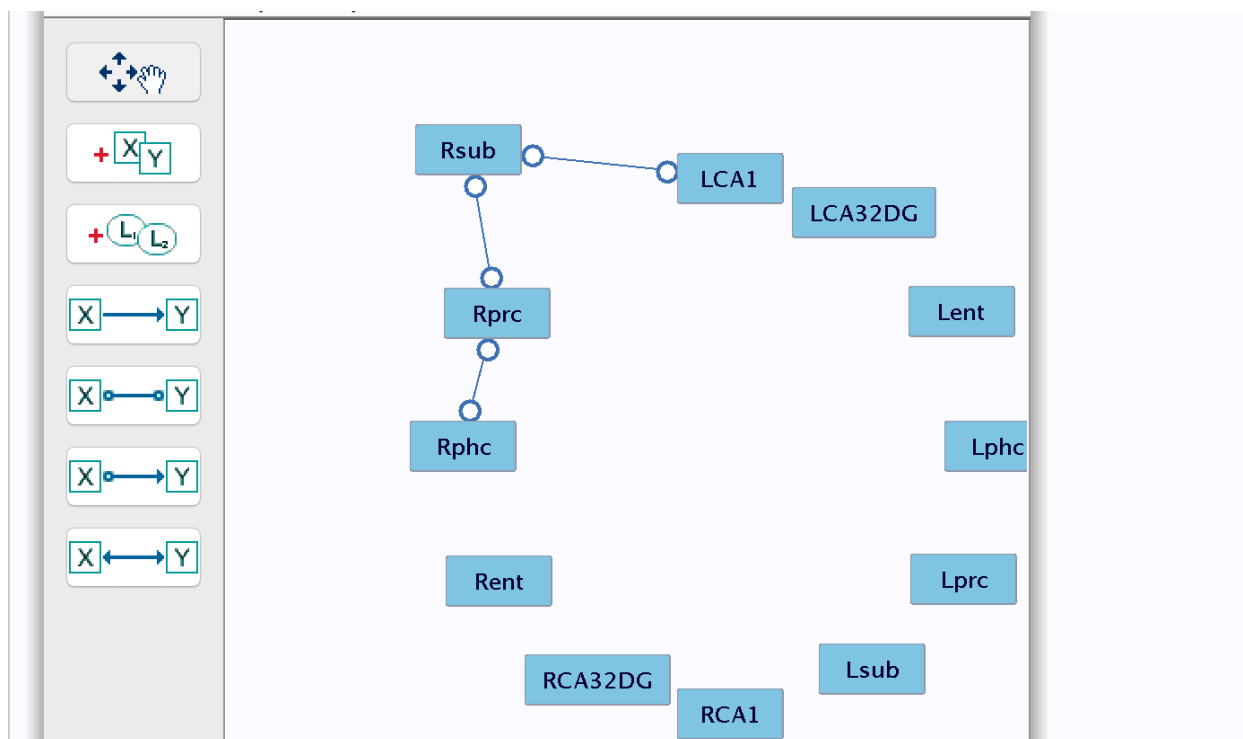 Rsub
LCA1
X
Y
LCA32DG
L₁
L₂
X Y
Rprc
Lent
X Y
Rphc
Lphc
X Y
X Y
Rent
Lprc
RCA32DG
Lsub
RCA1